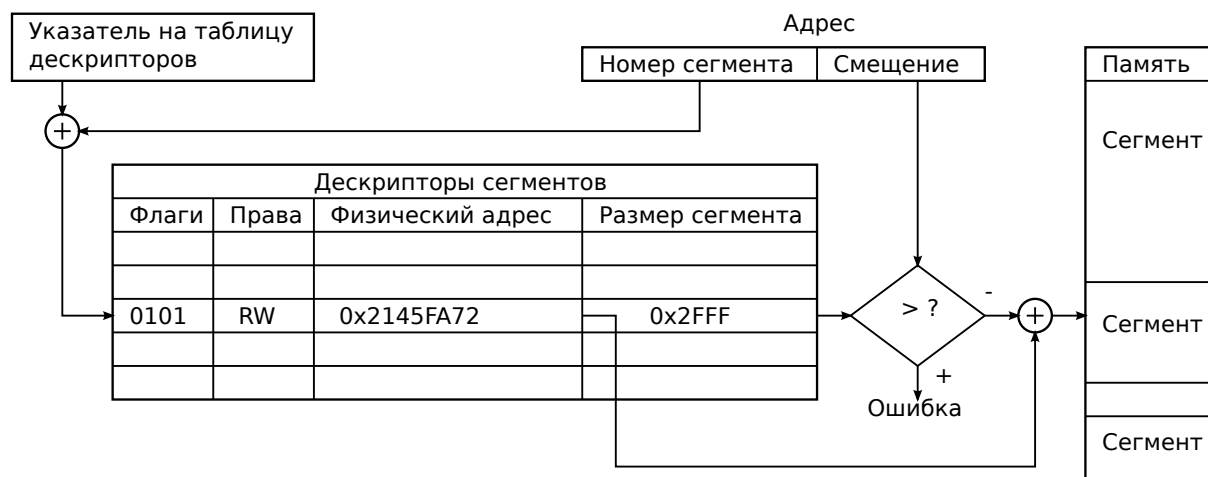 Указатель на таблицу
дескрипторов
Адрес
Номер сегмента
Смещение
Память
+
Сегмент
Дескрипторы сегментов
Флаги
Права
Физический адрес
Размер сегмента
0101
RW
0x2145FA72
0x2FFF
> ?
-
+
Сегмент
+
Ошибка
Сегмент